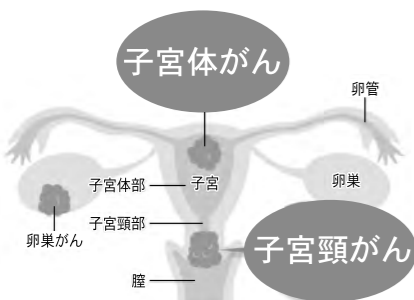 子宮体がん
卵管
子宮体部
子宮
卵巣
子宮頸部
卵巣がん
子宮頸がん
膣